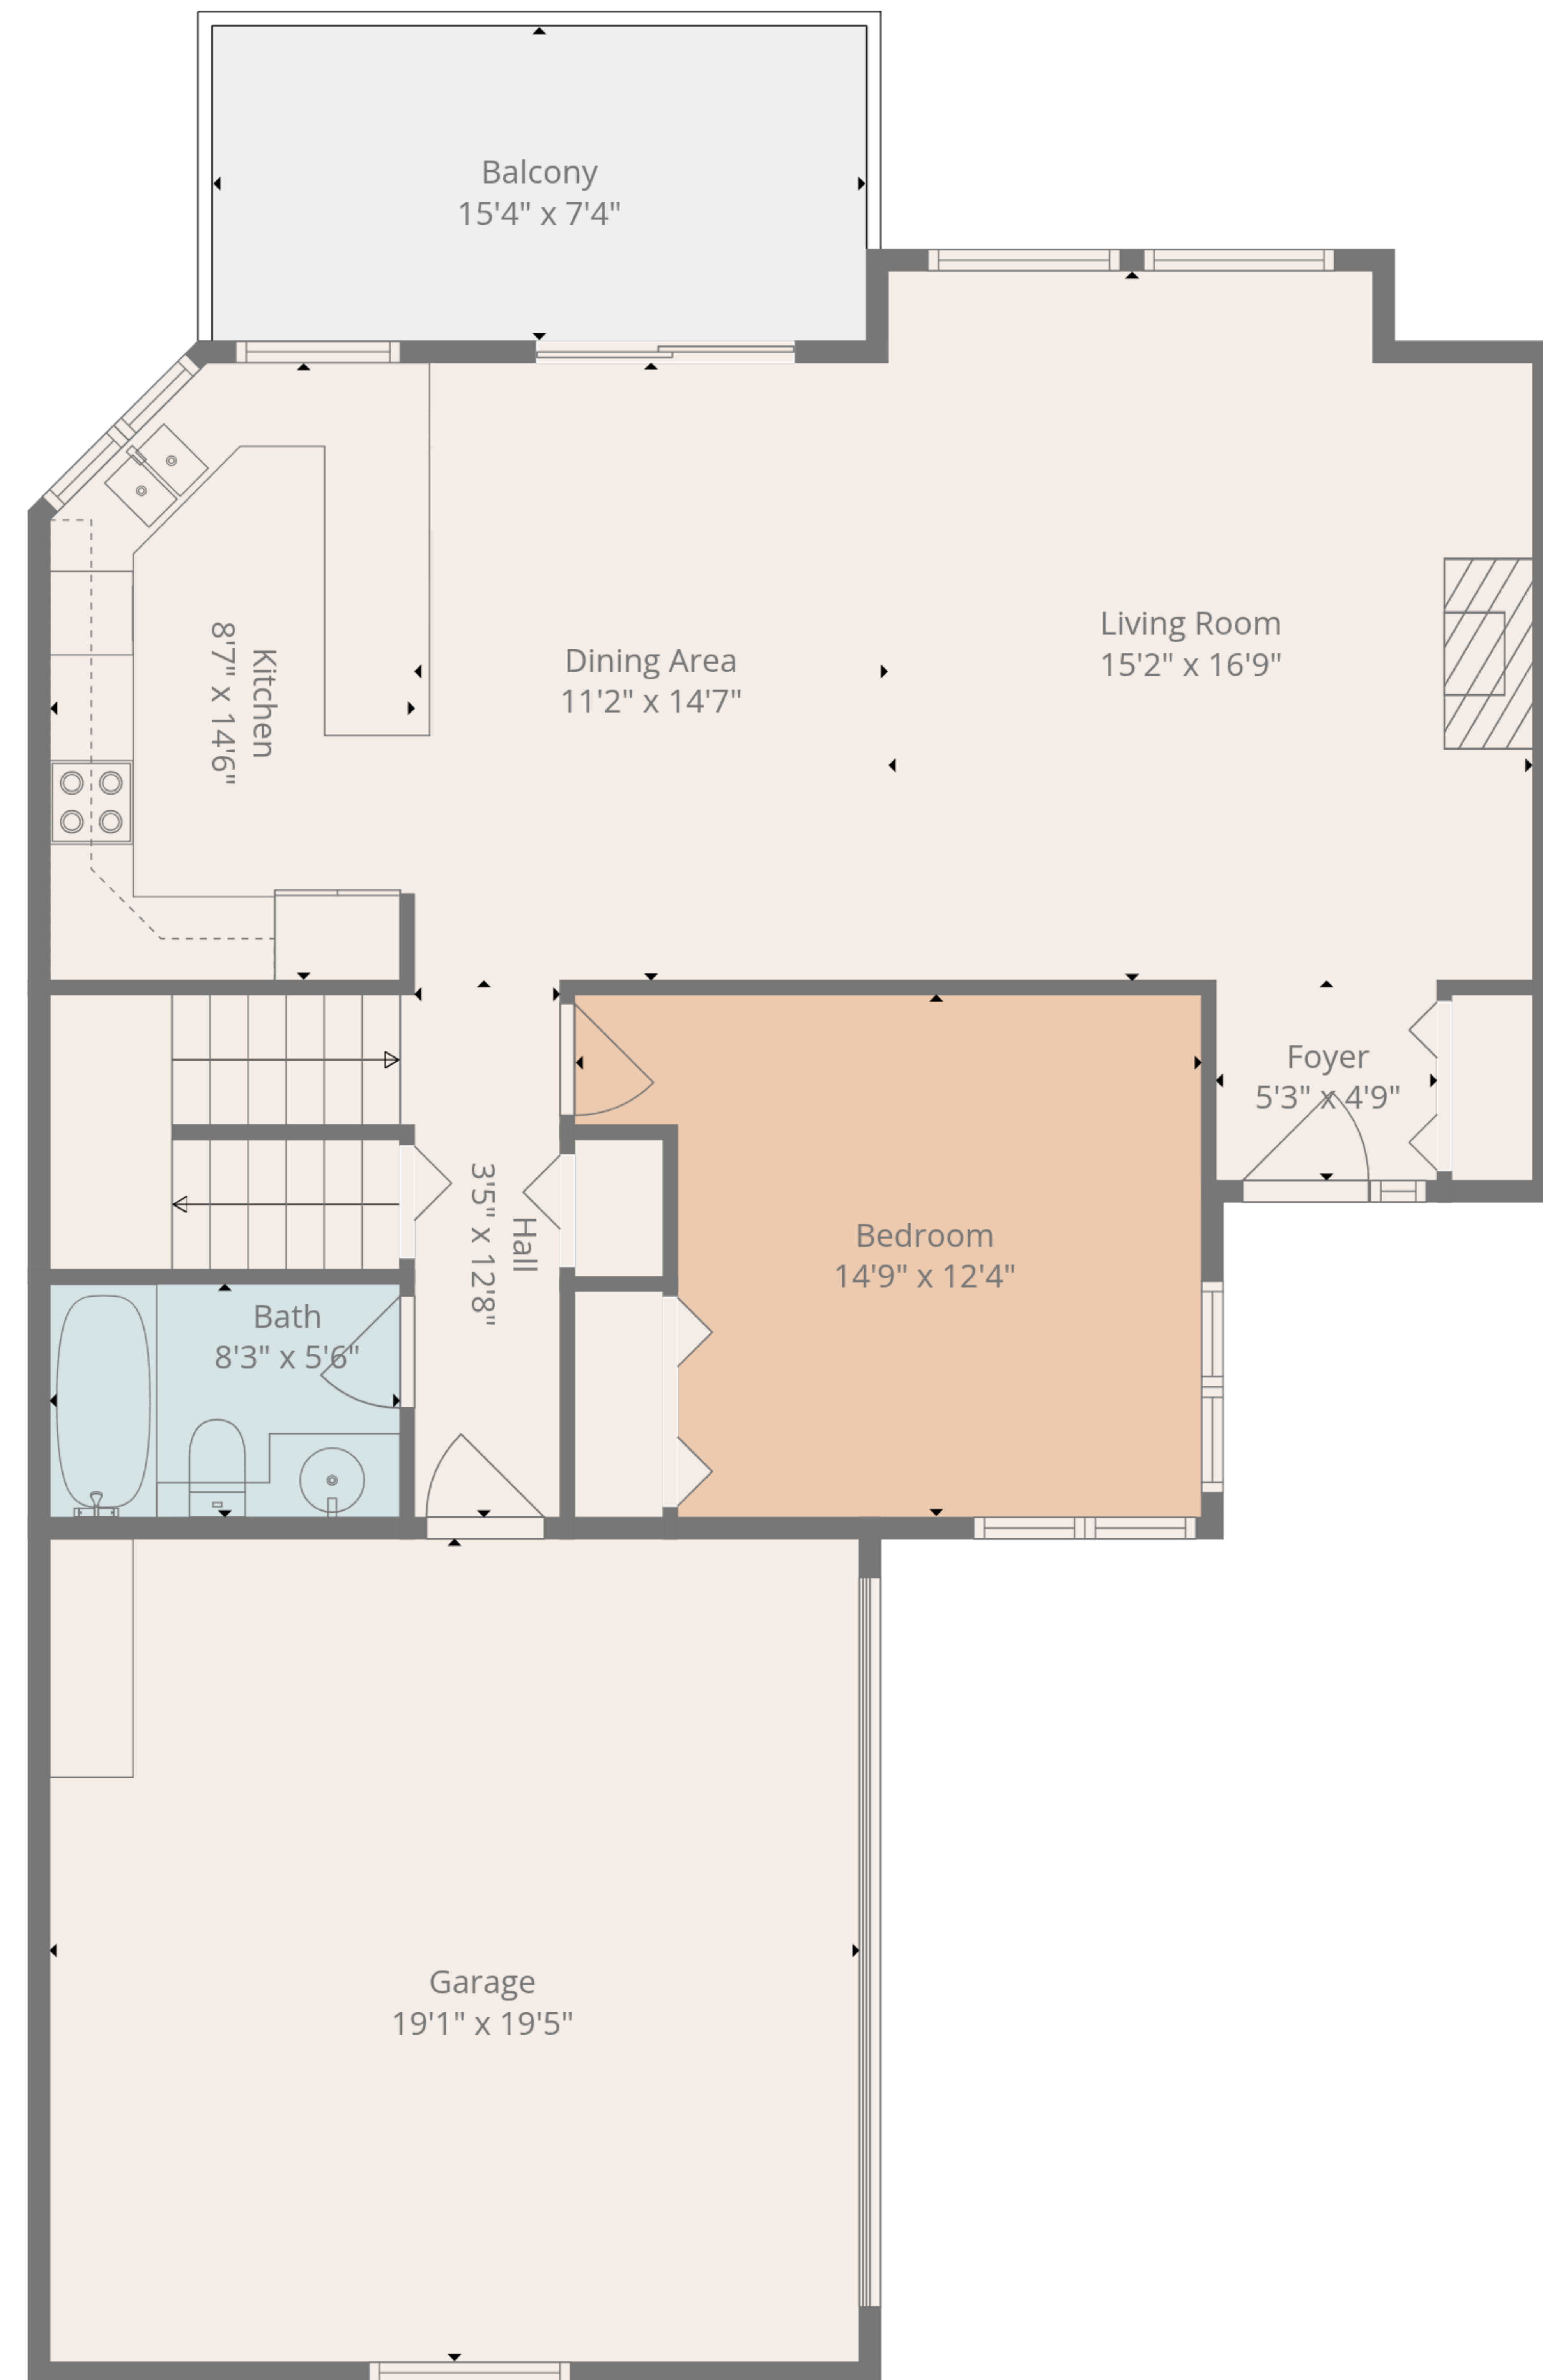 Balcony
15'4" x 7'4"
Living Room
15'2" x 16'9"
Dining Area
11'2" x 14'7"
Kitchen
8'7" x 14'6"
Foyer
5'3" x 4'9"
Hall
3'5" x 12'8"
Bedroom
14'9" x 12'4"
Bath
8'3" x 5'6"
Garage
19'1" x 19'5"